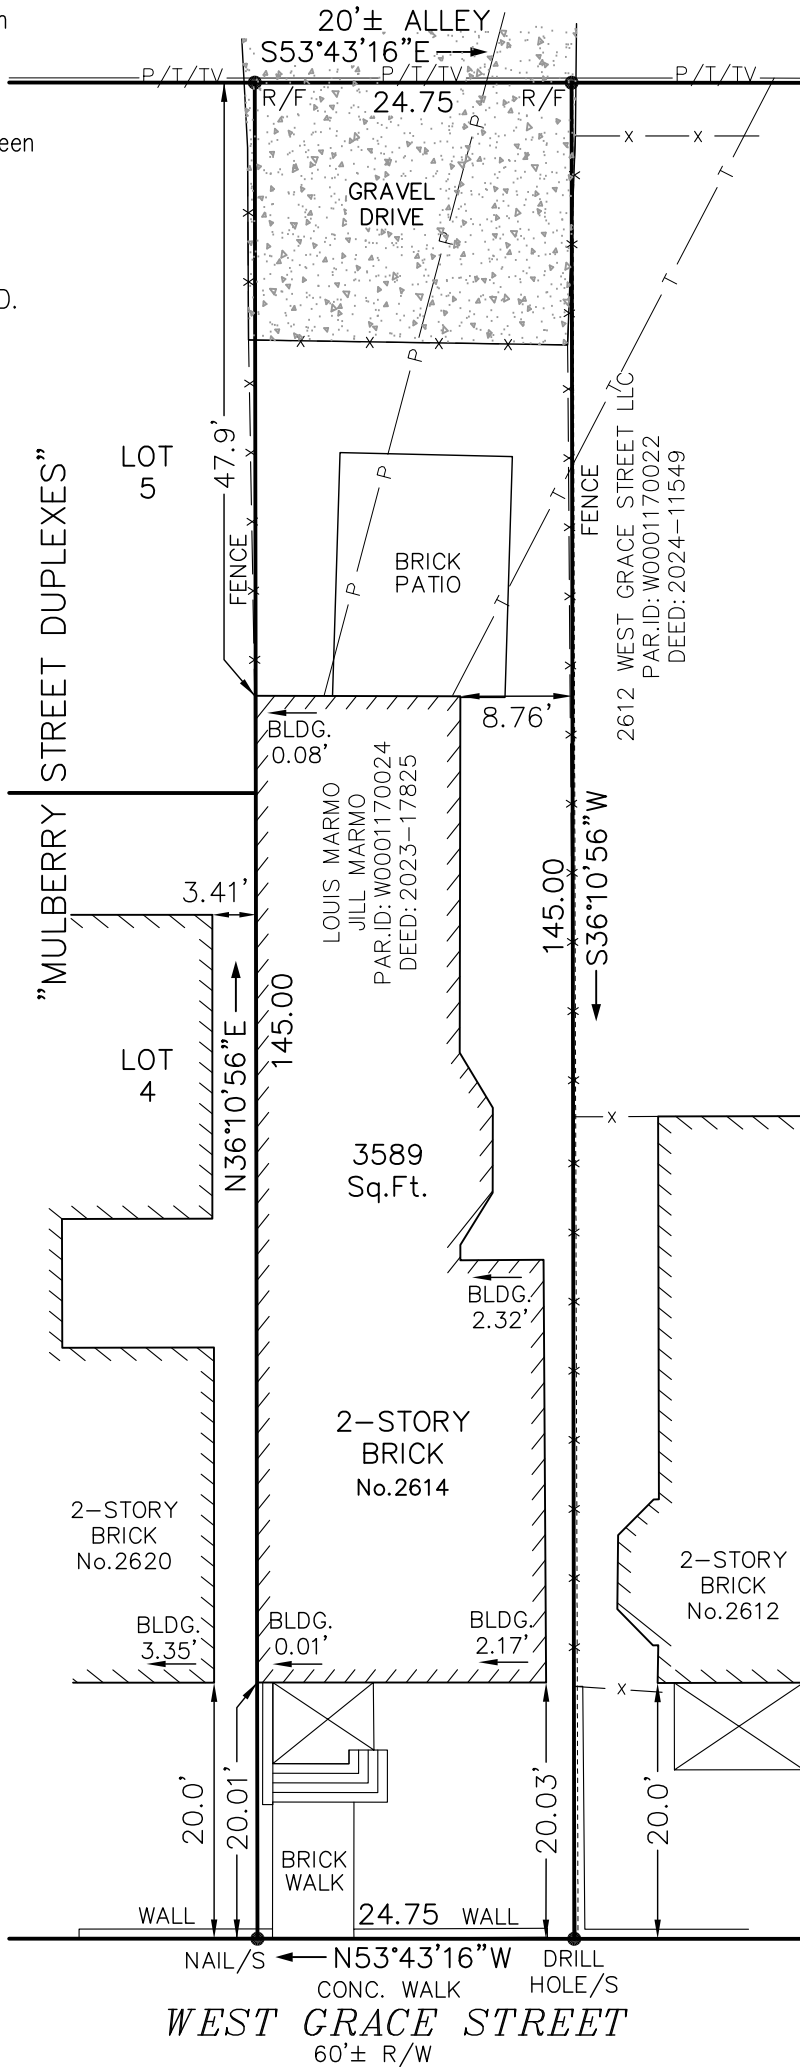 20'± ALLEY
S53°43'16"E
P/T/TV
P/T/TV
P/T/TV
R/F
24.75
R/F
een
GRAVEL
DRIVE
D.
47.9'
FENCE
LOT
5
"MULBERRY STREET DUPLEXES"
BRICK
PATIO
FENCE
2612 WEST GRACE STREET LLC
PAR.ID: W0001170022
DEED: 2024-11549
8.76'
BLDG.
0.08'
LOUIS MARMO
JILL MARMO
PAR.ID: W0001170024
DEED: 2023-17825
3.41'
145.00
S36°10'56"W
N36°10'56"E
145.00
LOT
4
3589
Sq.Ft.
BLDG.
2.32'
2-STORY
BRICK
No.2614
2-STORY
BRICK
No.2620
2-STORY
BRICK
No.2612
BLDG.
3.35'
BLDG.
0.01'
BLDG.
2.17'
20.0'
20.01'
20.03'
20.0'
BRICK
WALK
WALL
24.75
WALL
NAIL/S
N53°43'16"W
DRILL
HOLE/S
CONC. WALK
WEST GRACE STREET
60'± R/W